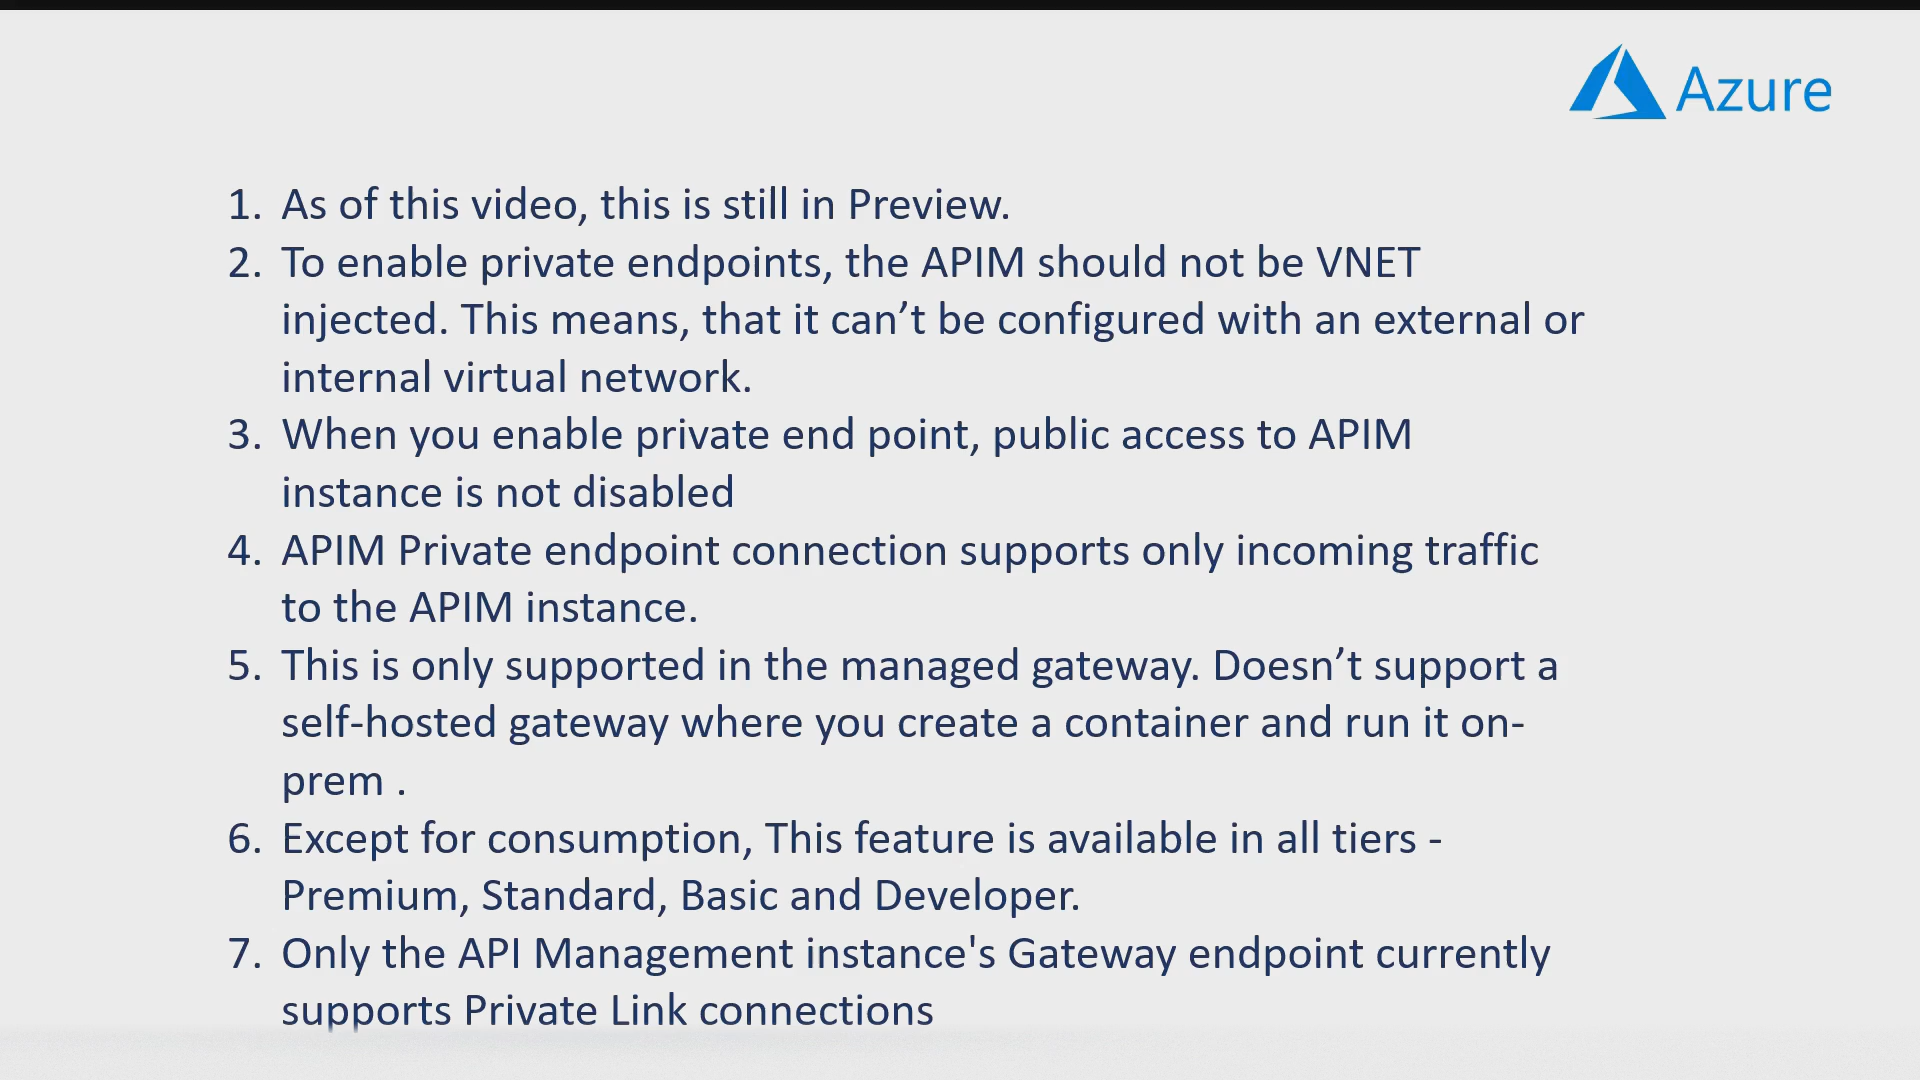 Azure
1. As of this video, this is still in Preview.
2. To enable private endpoints, the APIM should not be VNET
injected. This means, that it can’t be configured with an external or
internal virtual network.
3. When you enable private end point, public access to APIM
instance is not disabled
4. APIM Private endpoint connection supports only incoming traffic
to the APIM instance.
5. This is only supported in the managed gateway. Doesn’t support a
self-hosted gateway where you create a container and run it on-
prem .
6. Except for consumption, This feature is available in all tiers -
Premium, Standard, Basic and Developer.
7. Only the API Management instance's Gateway endpoint currently
supports Private Link connections